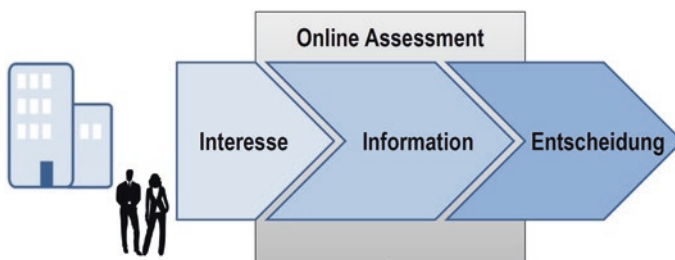 Online Assessment
Interesse
Information
Entscheidung